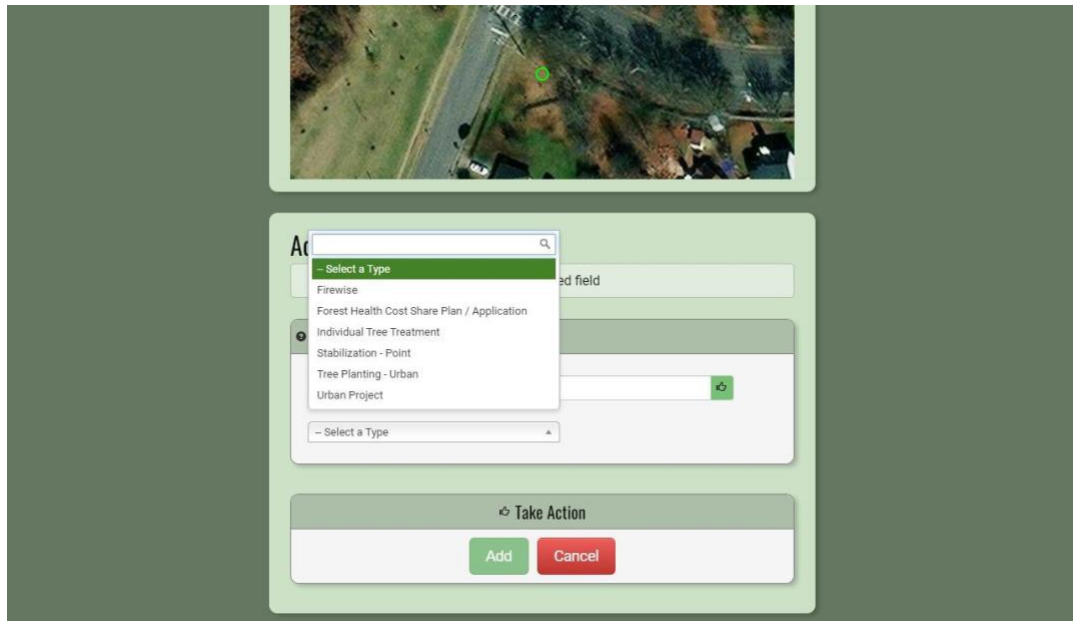 Ac
– Select a Type
ed field
Firewise
Forest Health Cost Share Plan / Application
Individual Tree Treatment
Stabilization - Point
Tree Planting - Urban
Urban Project
– Select a Type
Take Action
Add Cancel